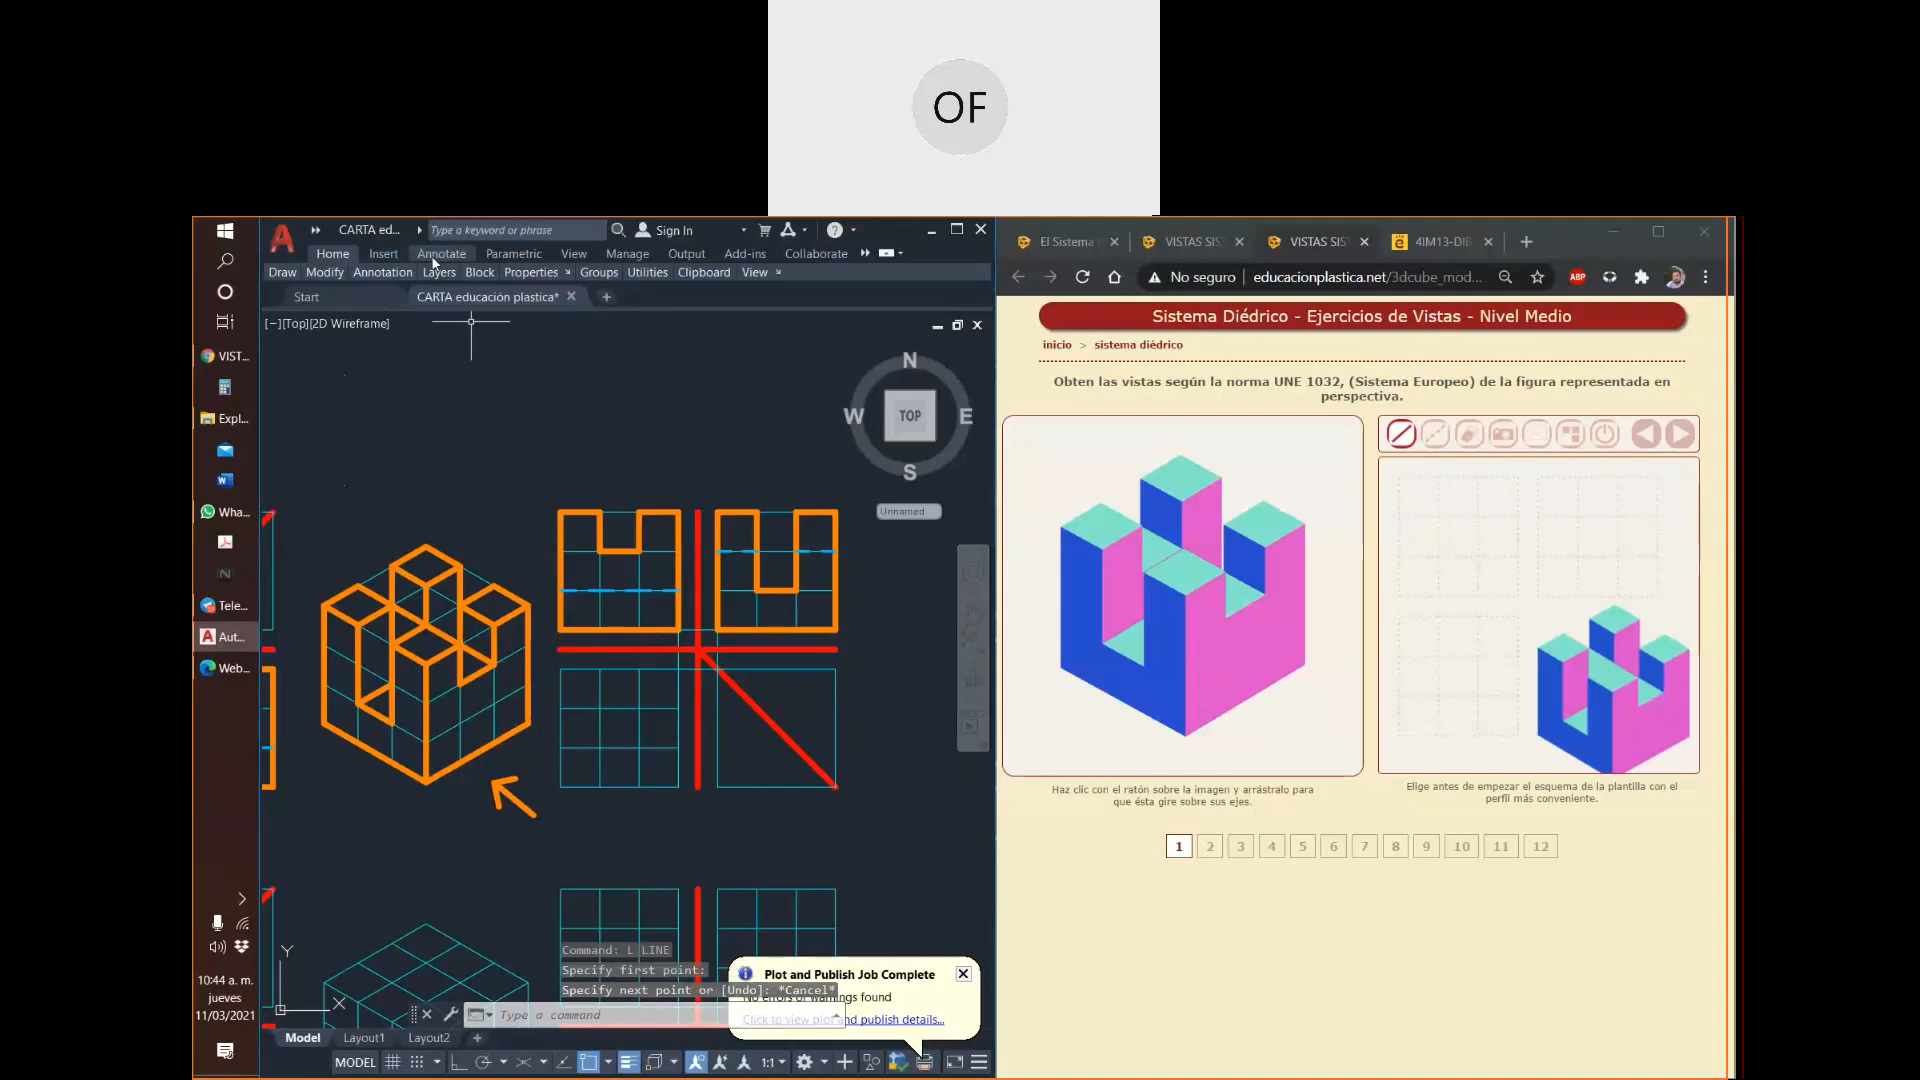 OF
CARTA ed...
Type a keyword or phrase
Sign In
Home Insert Annotate Parametric View Manage Output Add-ins Collaborate
Draw Modify Annotation Layers Block Properties Groups Utilities Clipboard View
Start
CARTA educación plastica*
[−][Top][2D Wireframe]
N
W TOP E
S
Unnamed
VIST...
Expl...
Wha...
Tele...
Aut...
Web...
10:44 a. m.
jueves
11/03/2021
Y
X
Command: L LINE
Specify first point:
Specify next point or [Undo]: *Cancel*
Type a command
Plot and Publish Job Complete
No errors or warnings found
Click to view plot and publish details...
Model Layout1 Layout2
MODEL
1:1
El Sistema
VISTAS SIS
VISTAS SIS
4IM13-DIB
No seguro | educacionplastica.net/3dcube_mod...
ABP
Sistema Diédrico - Ejercicios de Vistas - Nivel Medio
inicio > sistema diédrico
Obten las vistas según la norma UNE 1032, (Sistema Europeo) de la figura representada en
perspectiva.
Haz clic con el ratón sobre la imagen y arrástralo para
que ésta gire sobre sus ejes.
Elige antes de empezar el esquema de la plantilla con el
perfil más conveniente.
1 2 3 4 5 6 7 8 9 10 11 12